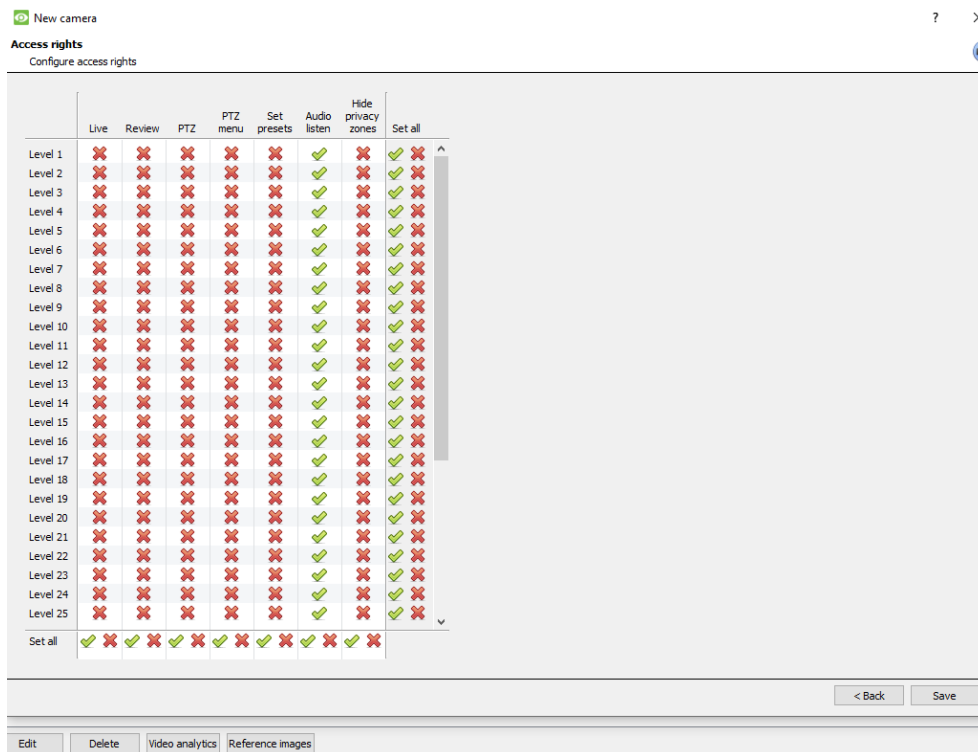 New camera ?
Access rights
Configure access rights
Live Review PTZ PTZ menu Set presets Audio listen Hide privacy zones Set all
Level 1
Level 2
Level 3
Level 4
Level 5
Level 6
Level 7
Level 8
Level 9
Level 10
Level 11
Level 12
Level 13
Level 14
Level 15
Level 16
Level 17
Level 18
Level 19
Level 20
Level 21
Level 22
Level 23
Level 24
Level 25
Set all
< Back Save
Edit Delete Video analytics Reference images